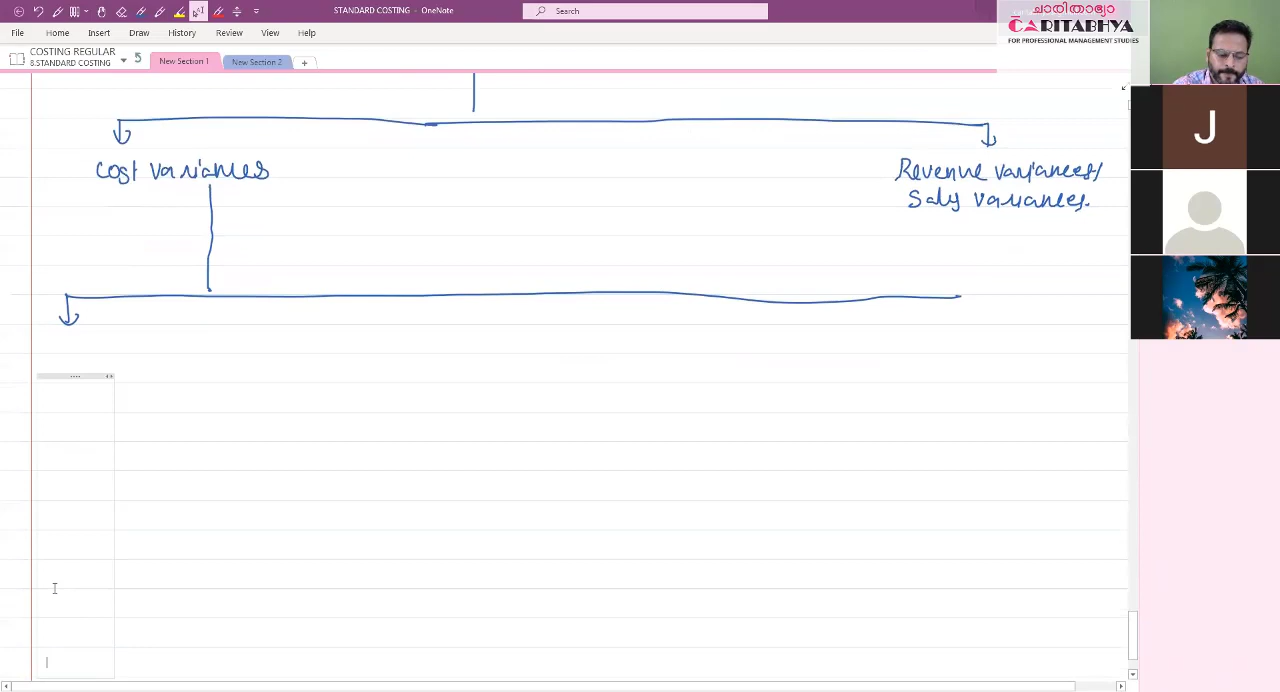 STANDARD COSTING - OneNote
Search
ചാരിതാഭ്യാ
CARITABHYA
FOR PROFESSIONAL MANAGEMENT STUDIES
File Home Insert Draw History Review View Help
COSTING REGULAR
8.STANDARD COSTING
5
New Section 1
New Section 2
+
Cost variances
Revenue variances/
Sales variances.
J